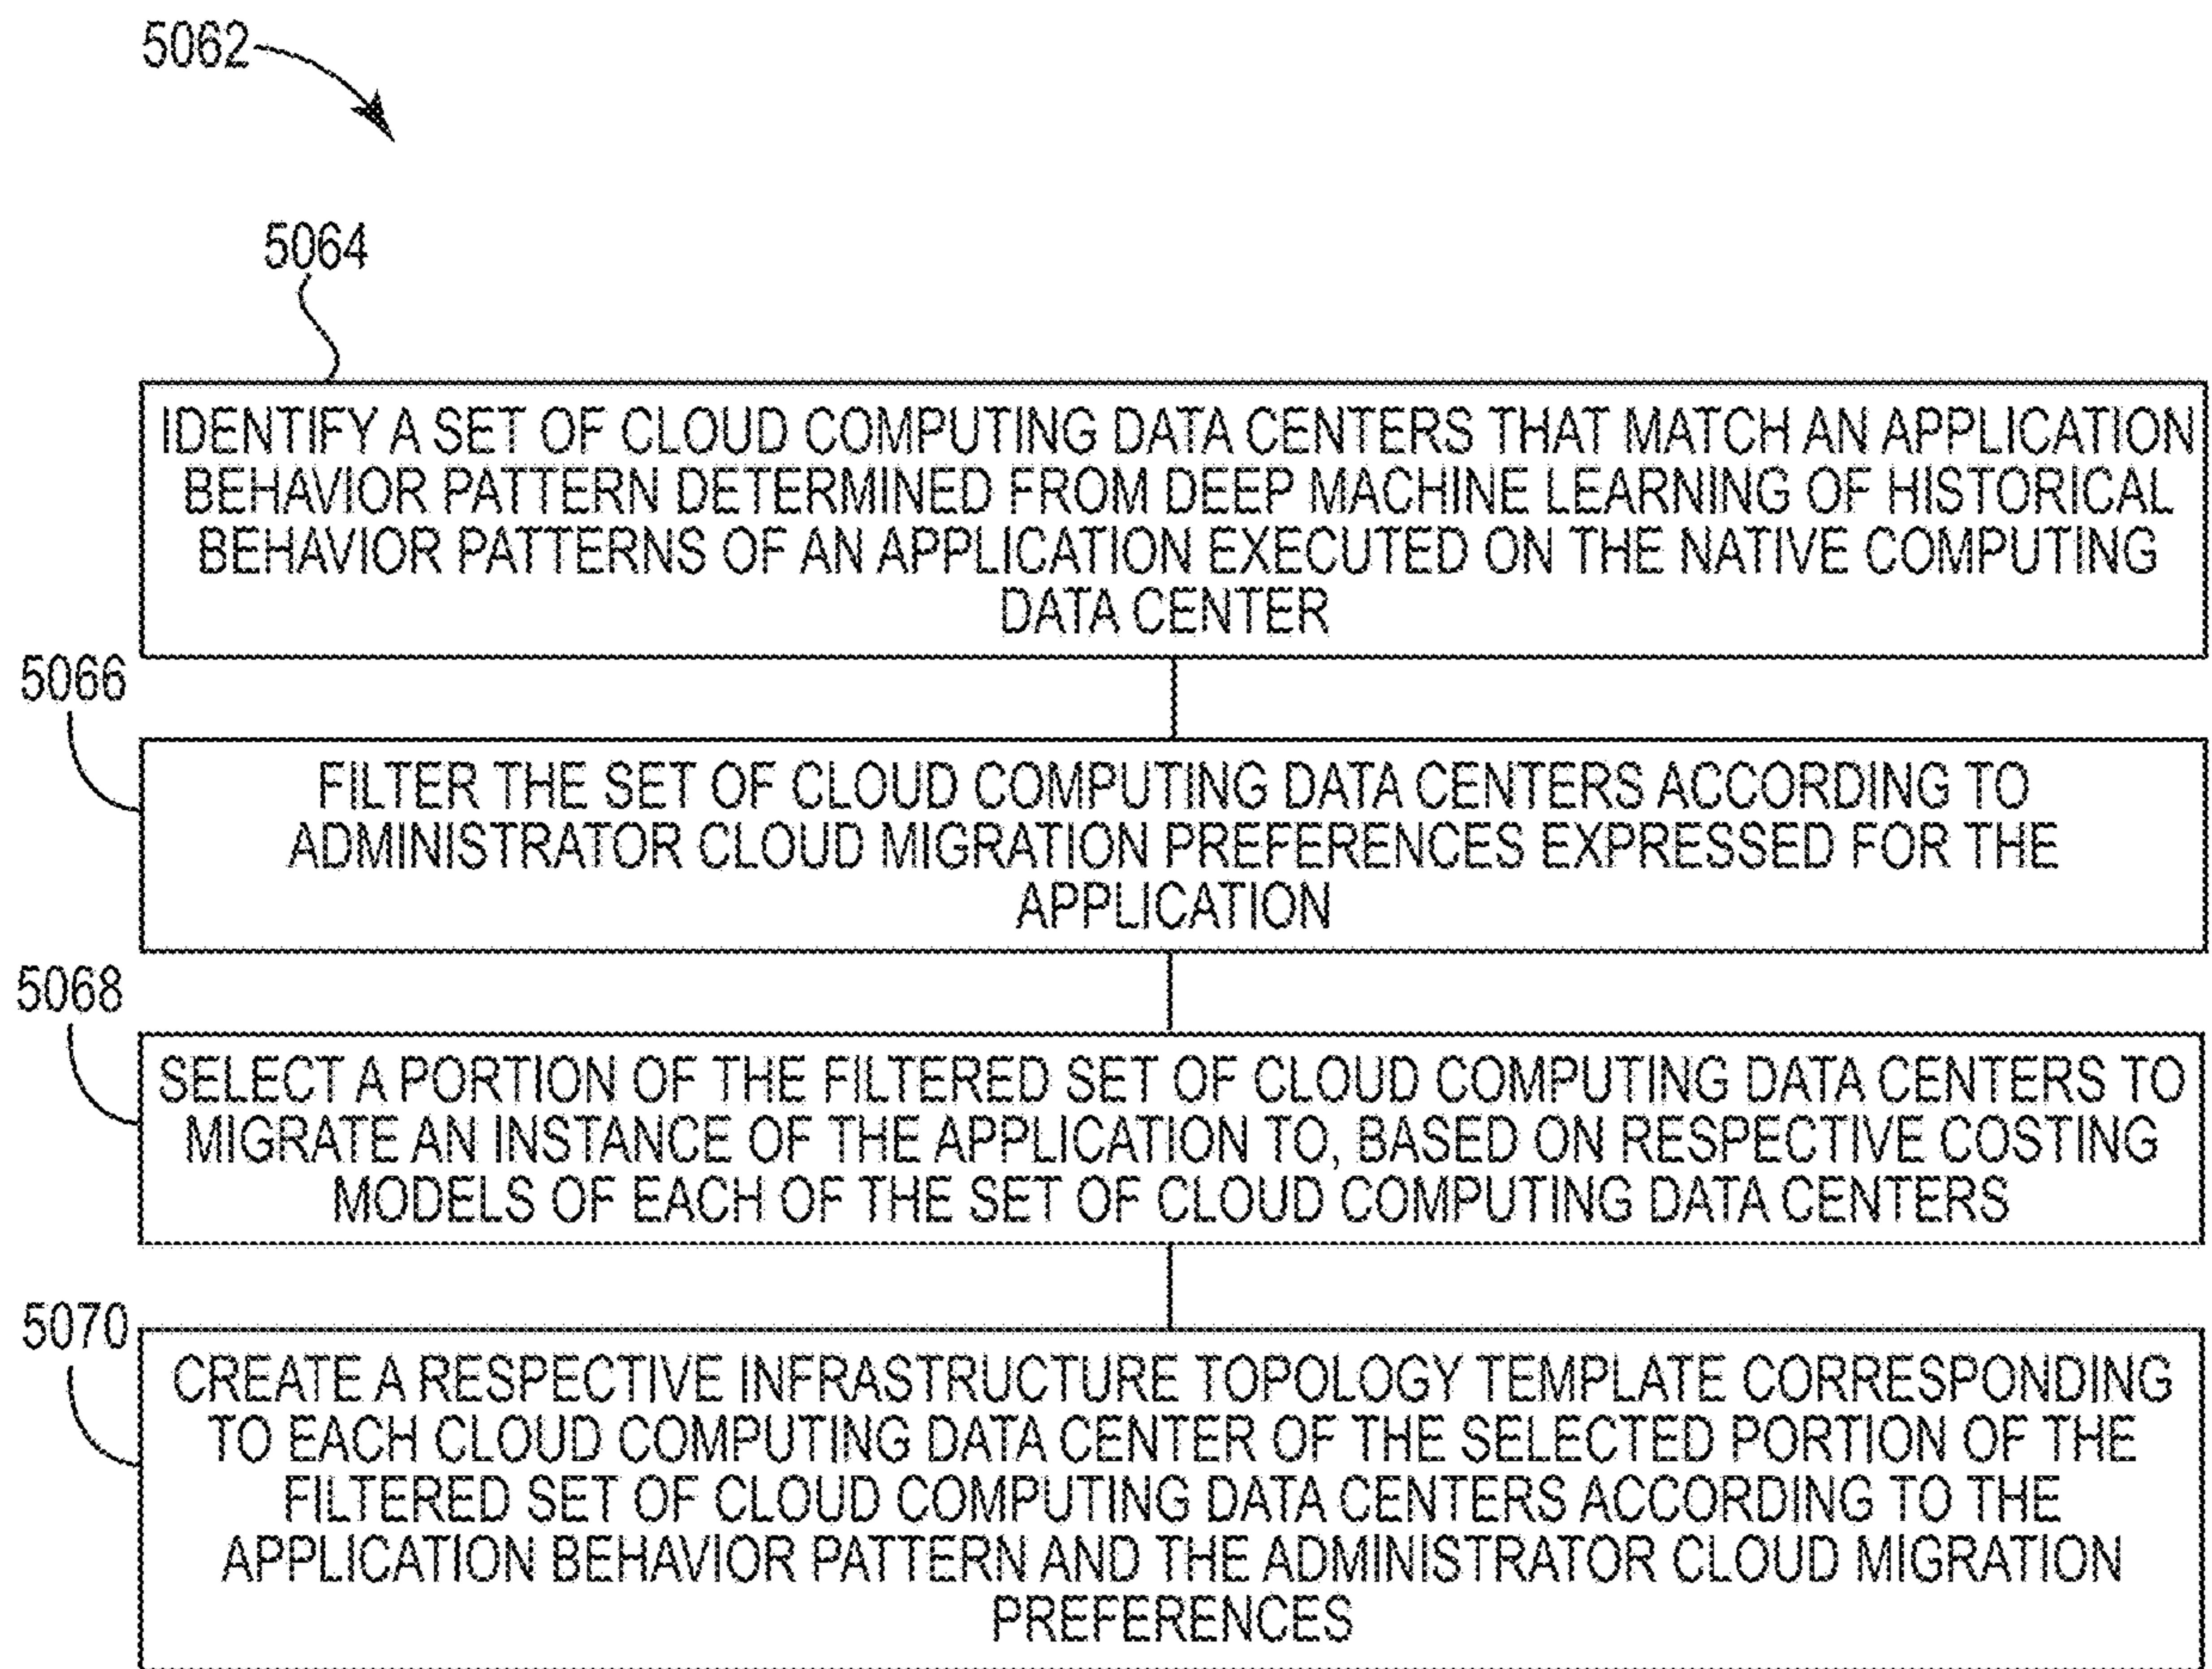 5062
5064
IDENTIFY A SET OF CLOUD COMPUTING DATA CENTERS THAT MATCH AN APPLICATION
BEHAVIOR PATTERN DETERMINED FROM DEEP MACHINE LEARNING OF HISTORICAL
BEHAVIOR PATTERNS OF AN APPLICATION EXECUTED ON THE NATIVE COMPUTING
DATA CENTER
5066
FILTER THE SET OF CLOUD COMPUTING DATA CENTERS ACCORDING TO
ADMINISTRATOR CLOUD MIGRATION PREFERENCES EXPRESSED FOR THE
APPLICATION
5068
SELECT A PORTION OF THE FILTERED SET OF CLOUD COMPUTING DATA CENTERS TO
MIGRATE AN INSTANCE OF THE APPLICATION TO, BASED ON RESPECTIVE COSTING
MODELS OF EACH OF THE SET OF CLOUD COMPUTING DATA CENTERS
5070
CREATE A RESPECTIVE INFRASTRUCTURE TOPOLOGY TEMPLATE CORRESPONDING
TO EACH CLOUD COMPUTING DATA CENTER OF THE SELECTED PORTION OF THE
FILTERED SET OF CLOUD COMPUTING DATA CENTERS ACCORDING TO THE
APPLICATION BEHAVIOR PATTERN AND THE ADMINISTRATOR CLOUD MIGRATION
PREFERENCES